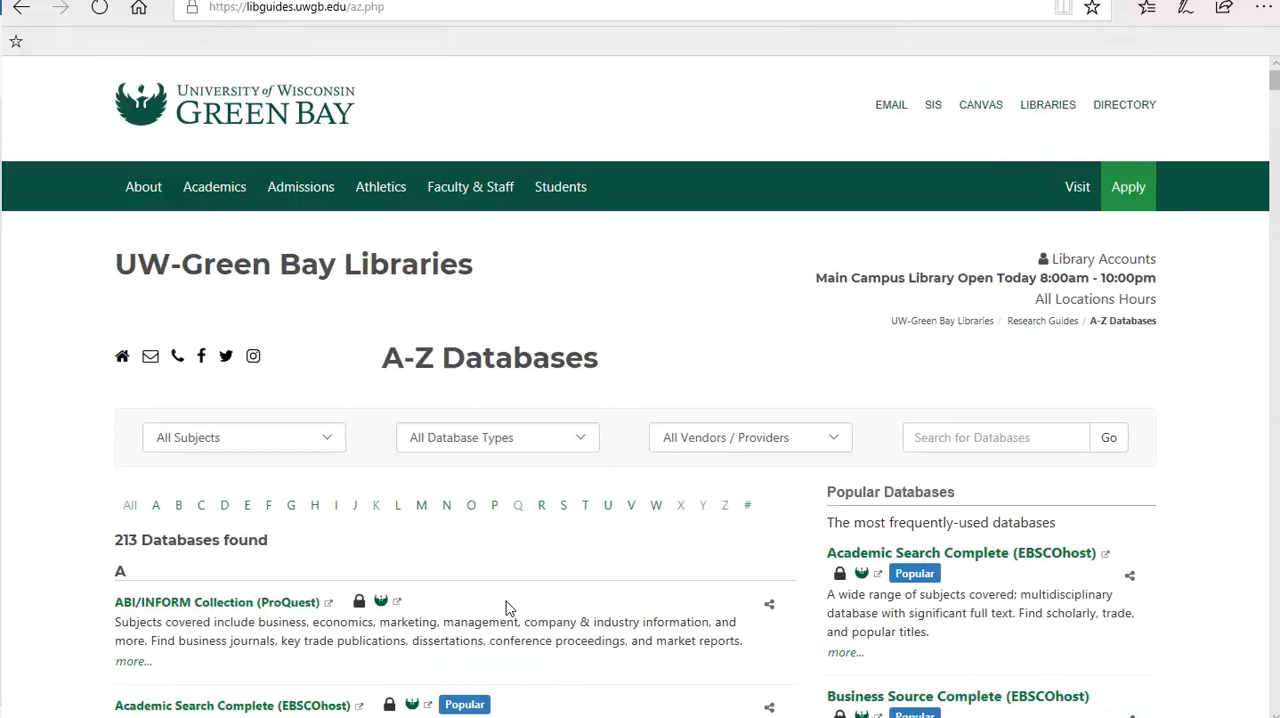 https://libguides.uwgb.edu/az.php
UNIVERSITY OF WISCONSIN
GREEN BAY
EMAIL SIS CANVAS LIBRARIES DIRECTORY
About Academics Admissions Athletics Faculty & Staff Students Visit Apply
UW-Green Bay Libraries
Library Accounts
Main Campus Library Open Today 8:00am - 10:00pm
All Locations Hours
UW-Green Bay Libraries / Research Guides / A-Z Databases
A-Z Databases
All Subjects All Database Types All Vendors / Providers Search for Databases Go
All A B C D E F G H I J K L M N O P Q R S T U V W X Y Z #
213 Databases found
A
ABI/INFORM Collection (ProQuest)
Subjects covered include business, economics, marketing, management, company & industry information, and
more. Find business journals, key trade publications, dissertations, conference proceedings, and market reports.
more...
Academic Search Complete (EBSCOhost) Popular
Popular Databases
The most frequently-used databases
Academic Search Complete (EBSCOhost)
Popular
A wide range of subjects covered; multidisciplinary
database with significant full text. Find scholarly, trade,
and popular titles.
more...
Business Source Complete (EBSCOhost)
Popular